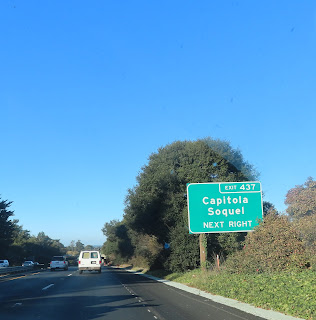 EXIT 437
Capitola
Soquel
NEXT RIGHT